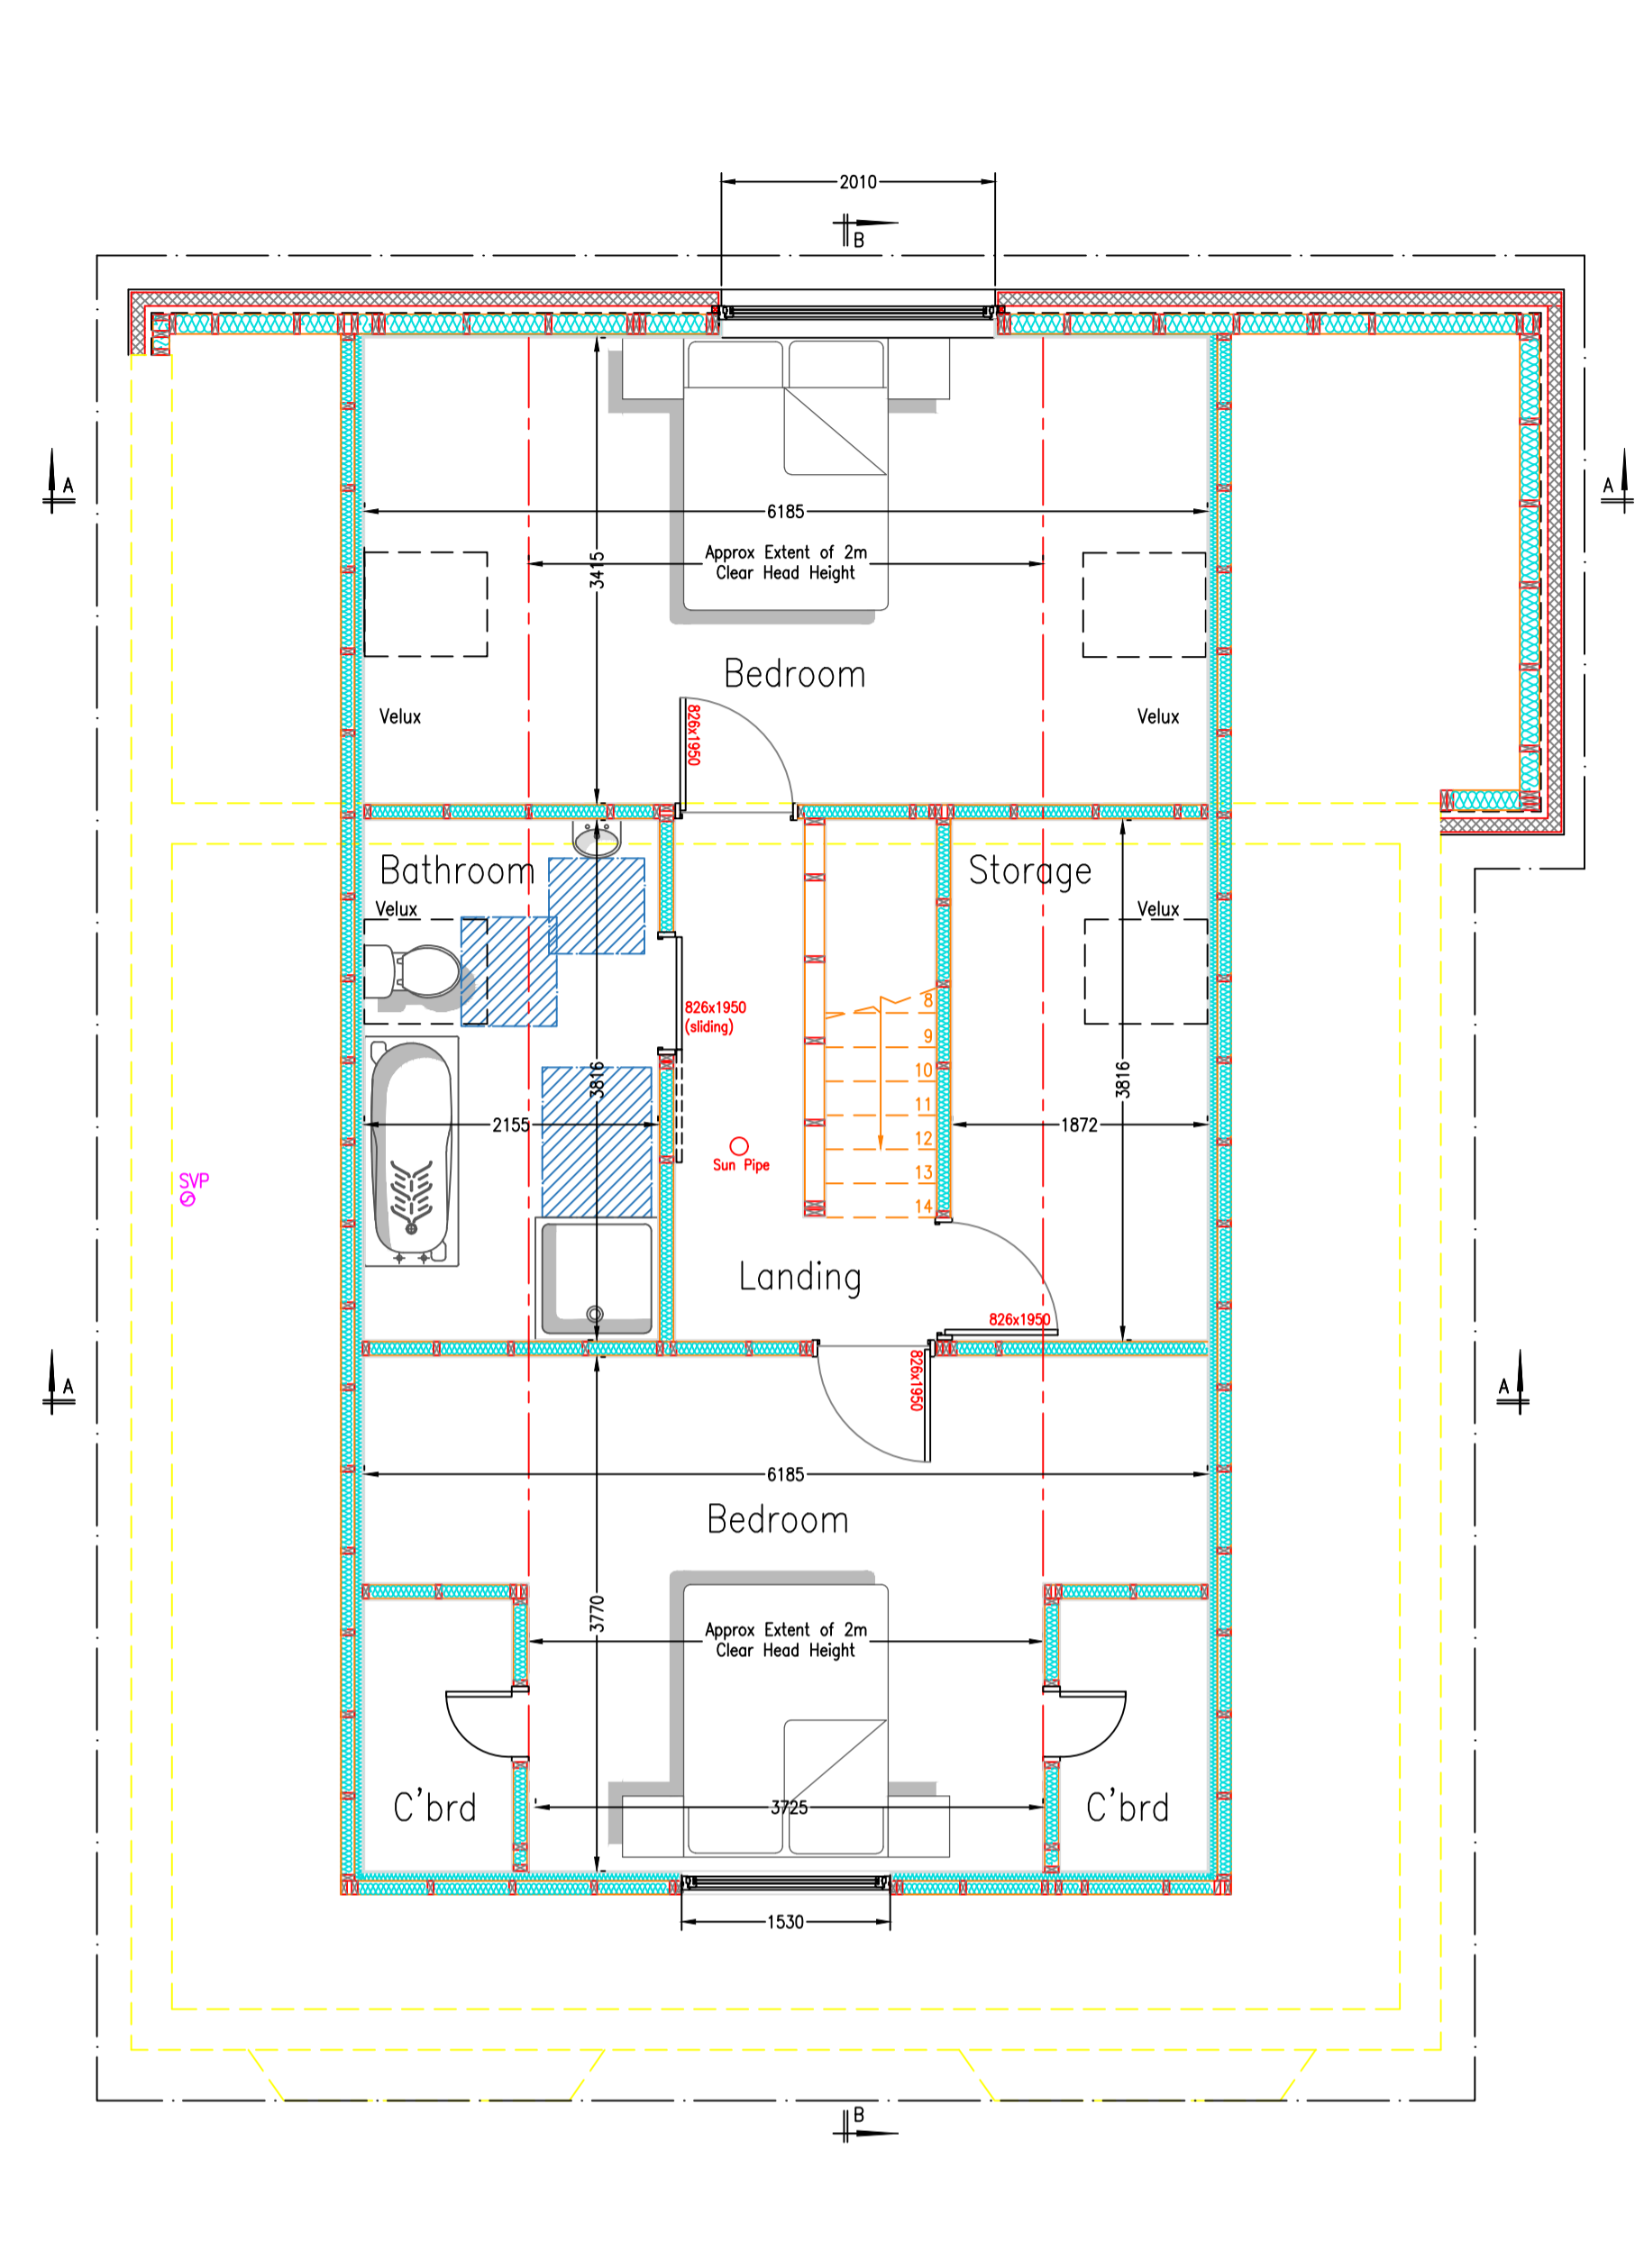 2010
B
A
A
6185
Approx Extent of 2m
Clear Head Height
3415
Bedroom
826x1950
Velux
Velux
Bathroom
Storage
Velux
Velux
8
826x1950
(sliding)
9
10
3816
3816
11
2155
1872
12
Sun Pipe
13
SVP
14
Landing
826x1950
826x1950
A
A
6185
Bedroom
3770
Approx Extent of 2m
Clear Head Height
C'brd
3725
C'brd
1530
B